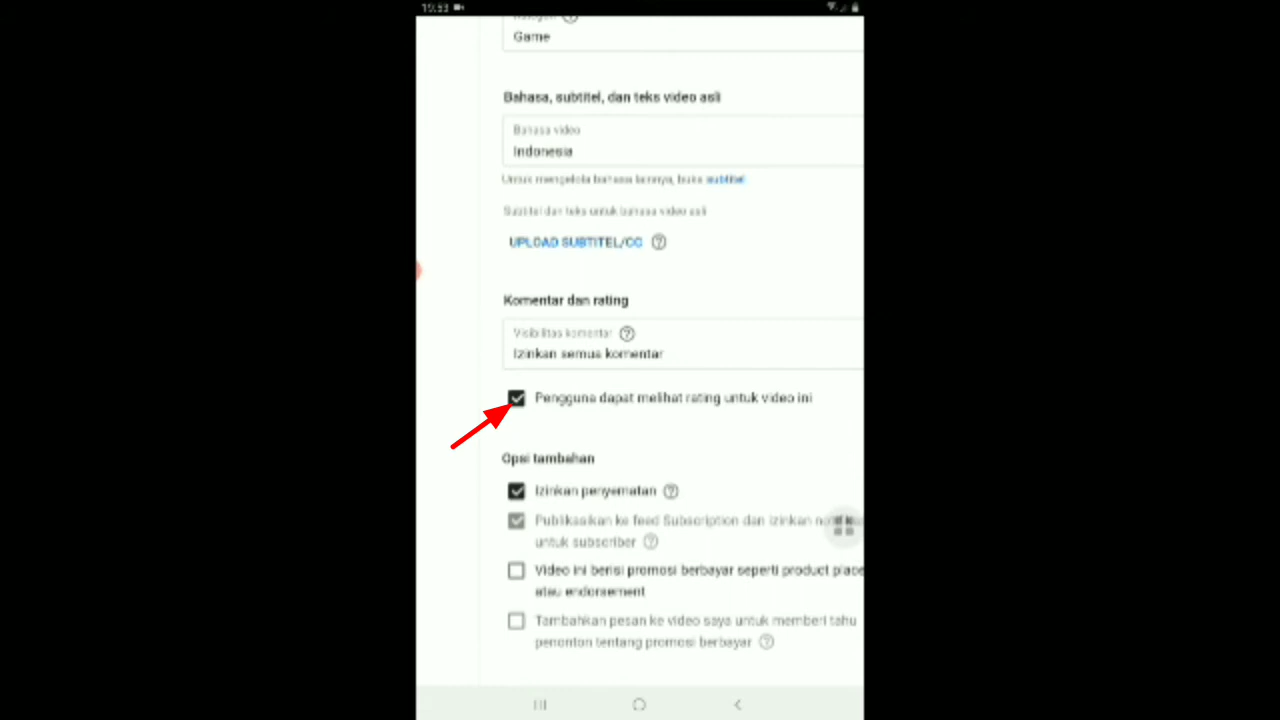 19:53
Kategori
Game
Bahasa, subtitel, dan teks video asli
Bahasa video
Indonesia
Untuk mengelola bahasa lainnya, buka subtitel
Subtitel dan teks untuk bahasa video asli
UPLOAD SUBTITEL/CC
Komentar dan rating
Visibilitas komentar
Izinkan semua komentar
Pengguna dapat melihat rating untuk video ini
Opsi tambahan
Izinkan penyematan
Publikasikan ke feed Subscription dan izinkan
untuk subscriber
Video ini berisi promosi berbayar seperti product place
atau endorsement
Tambahkan pesan ke video saya untuk memberi tahu
penonton tentang promosi berbayar